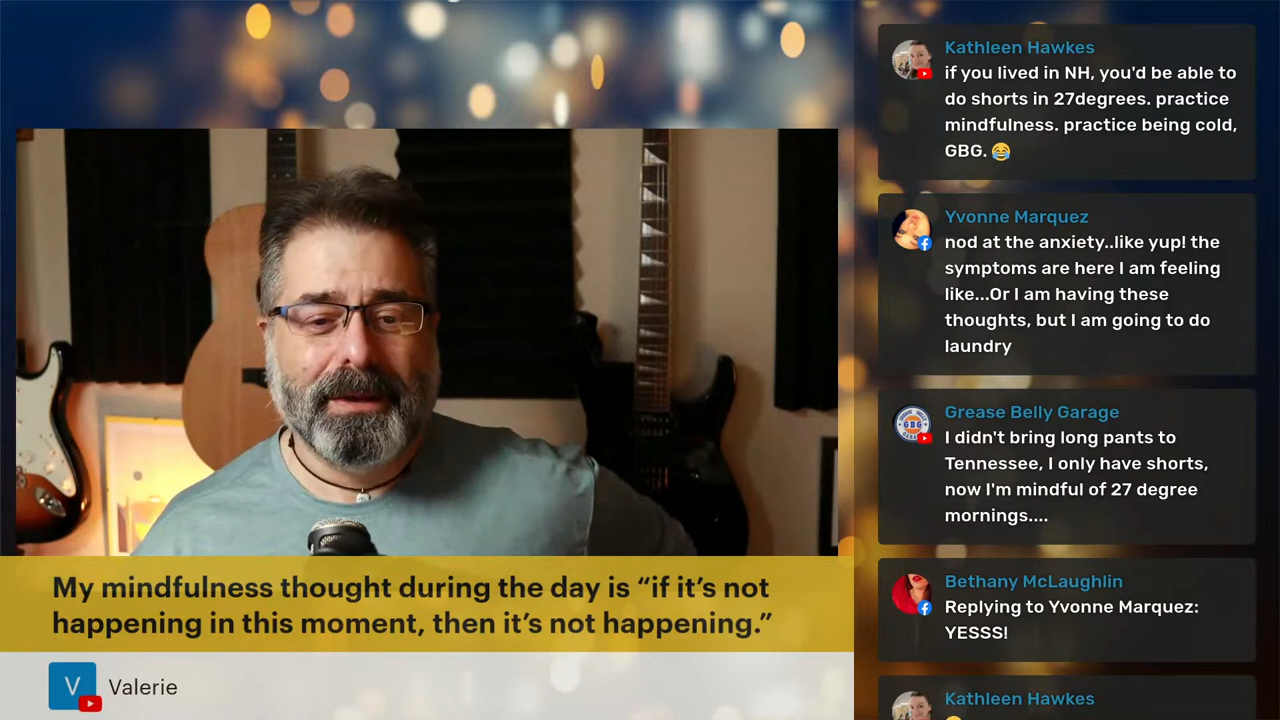 My mindfulness thought during the day is “if it’s not
happening in this moment, then it’s not happening.”
V
Valerie
Kathleen Hawkes
if you lived in NH, you'd be able to
do shorts in 27degrees. practice
mindfulness. practice being cold,
GBG. 😂
Yvonne Marquez
nod at the anxiety..like yup! the
symptoms are here I am feeling
like...Or I am having these
thoughts, but I am going to do
laundry
GBG
Grease Belly Garage
I didn't bring long pants to
Tennessee, I only have shorts,
now I'm mindful of 27 degree
mornings....
Bethany McLaughlin
Replying to Yvonne Marquez:
YESSS!
Kathleen Hawkes